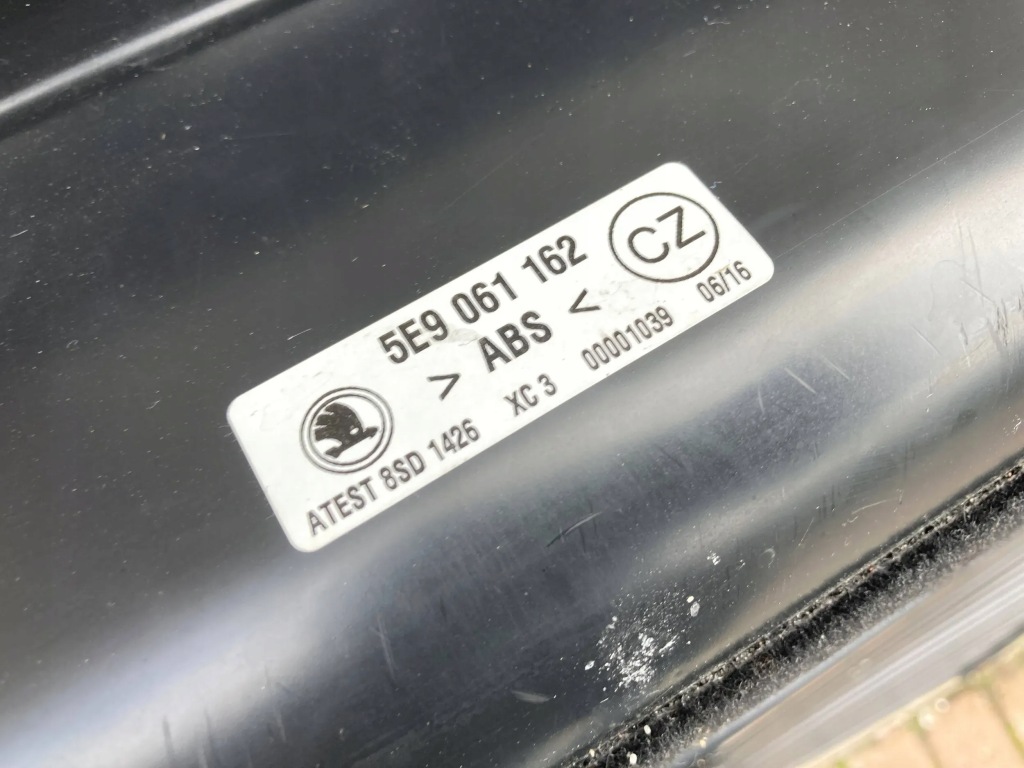 5E9 061 162
CZ
> ABS <
ATEST 8SD 1426 XC 3 00001039 06/16